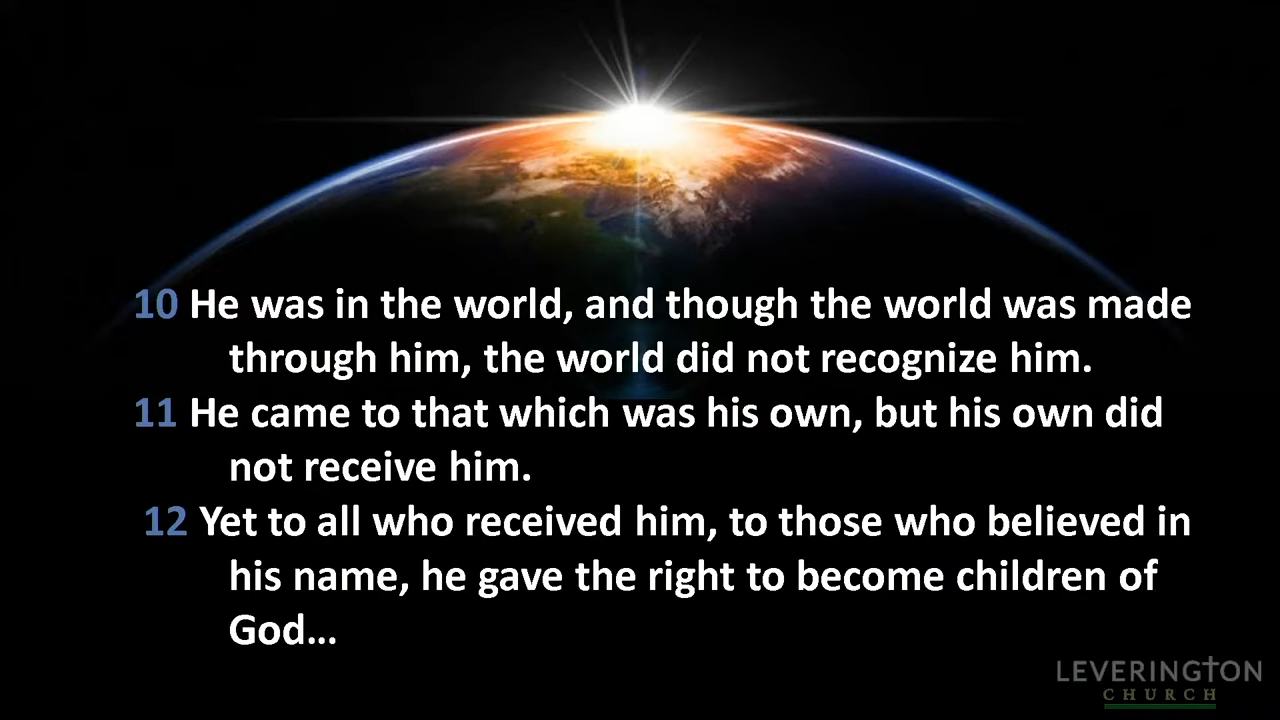 10 He was in the world, and though the world was made
through him, the world did not recognize him.
11 He came to that which was his own, but his own did
not receive him.
12 Yet to all who received him, to those who believed in
his name, he gave the right to become children of
God...
LEVERINGTON
CHURCH